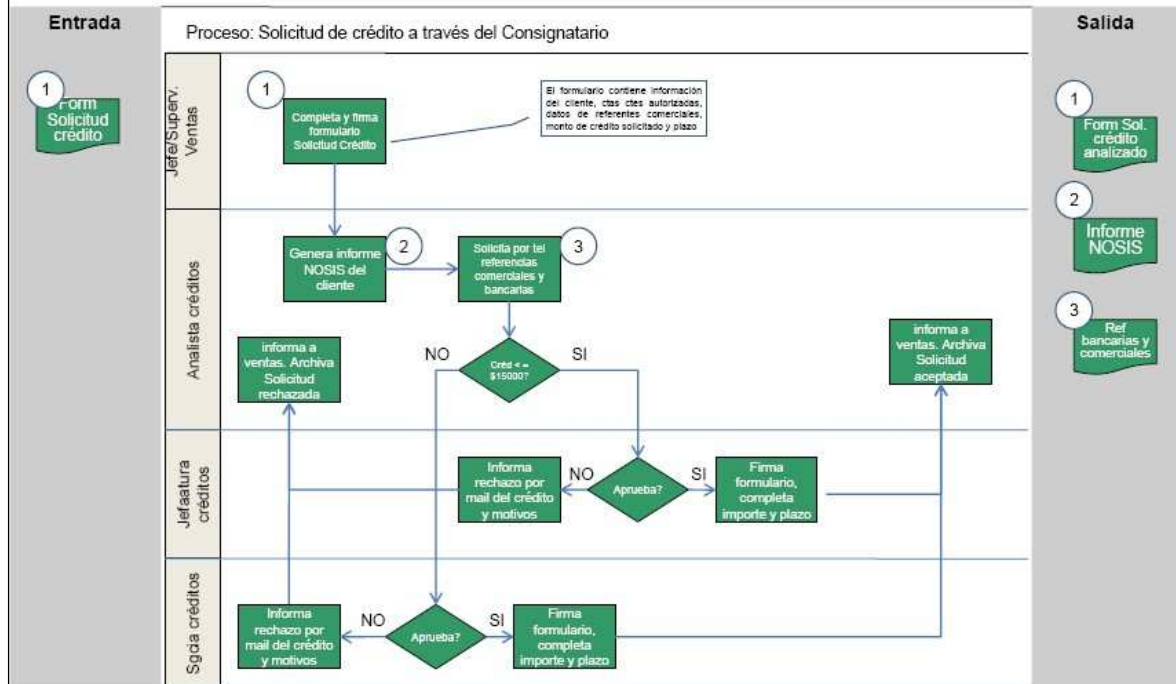 Entrada
1
Form
Solicitud
crédito
Proceso: Solicitud de crédito a través del Consignatario
Jefe/Superv.
Ventas
1
Completa y firma
formulario
Solicitud Crédito
El formulario contiene información
del cliente, ctas ctes autorizadas,
datos de referentes comerciales,
monto de crédito solicitado y plazo
Analista créditos
Genera informe
NOSIS del
cliente
2
Solicita por tel
referencias
comerciales y
bancarias
3
informa a
ventas. Archiva
Solicitud
rechazada
NO
Créd <=
$15000?
SI
informa a
ventas. Archiva
Solicitud
aceptada
Jefaatura
créditos
Informa
rechazo por
mail del crédito
y motivos
NO
Aprueba?
SI
Firma
formulario,
completa
importe y plazo
Sgcia créditos
Informa
rechazo por
mail del crédito
y motivos
NO
Aprueba?
SI
Firma
formulario,
completa
importe y plazo
Salida
1
Form Sol.
crédito
analizado
2
Informe
NOSIS
3
Ref
bancarias y
comerciales